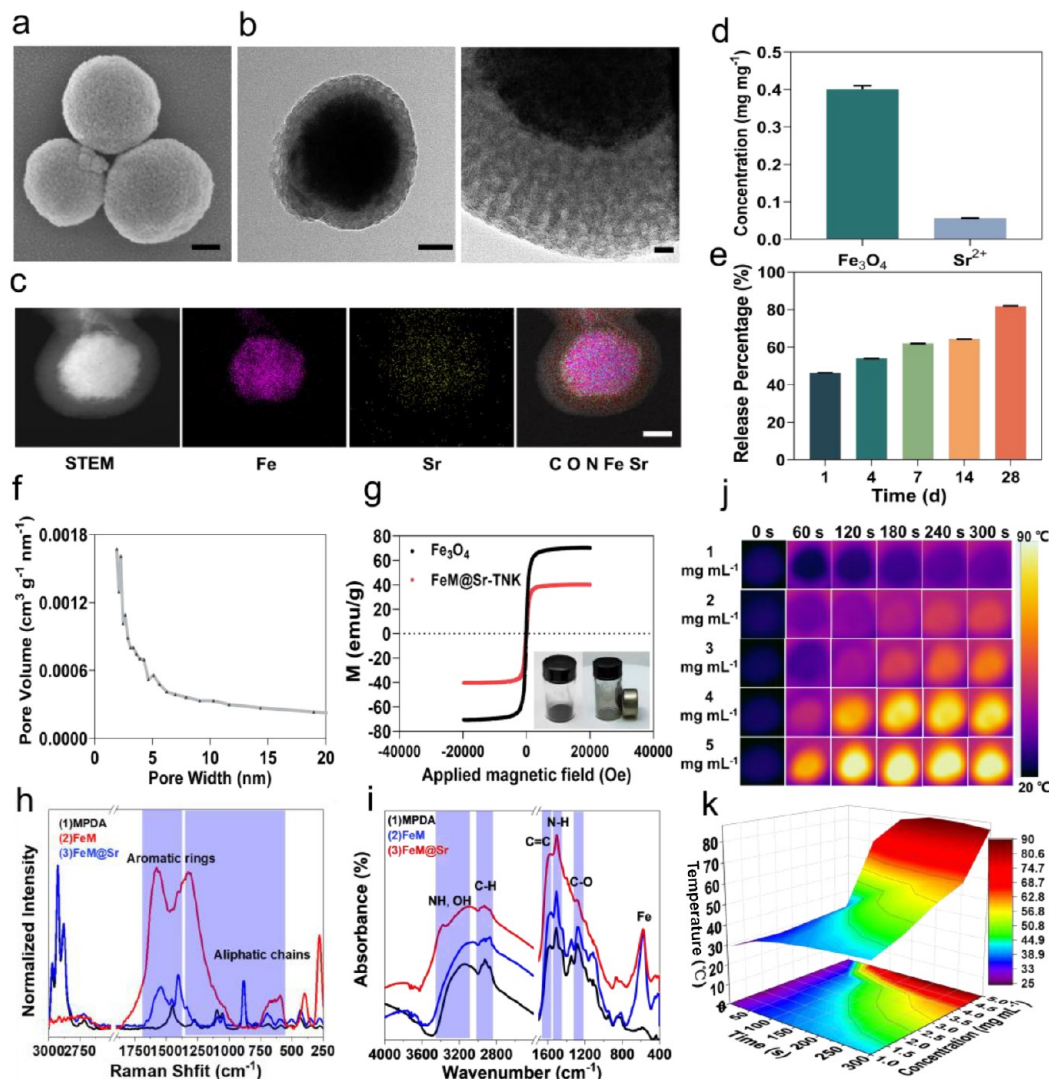 a
b
d
0.5
0.4
0.3
0.2
0.1
0.0
Concentration (mg mg⁻¹)
Fe₃O₄
Sr²⁺
c
STEM
Fe
Sr
C O N Fe Sr
e
100
80
60
40
20
0
Release Percentage (%)
1
4
7
14
28
Time (d)
f
0.0018
0.0012
0.0006
0.0000
Pore Volume (cm³ g⁻¹ nm⁻¹)
0
5
10
15
20
Pore Width (nm)
g
80
60
40
20
0
-20
-40
-60
-80
M (emu/g)
Fe₃O₄
FeM@Sr-TNK
-40000
-20000
0
20000
40000
Applied magnetic field (Oe)
j
0 s
60 s
120 s
180 s
240 s
300 s
90 ℃
1
mg mL⁻¹
2
mg mL⁻¹
3
mg mL⁻¹
4
mg mL⁻¹
5
mg mL⁻¹
20 ℃
h
(1)MPDA
(2)FeM
(3)FeM@Sr
Aromatic rings
Aliphatic chains
Normalized Intensity
3000
2750
1750
1500
1250
1000
750
500
250
Raman Shfit (cm⁻¹)
i
(1)MPDA
(2)FeM
(3)FeM@Sr
N-H
C=C
C-H
NH, OH
C-O
Fe
Absorbance (%)
4000
3400
2800
1600
1200
800
400
Wavenumber (cm⁻¹)
k
80
70
60
50
40
30
20
10
Temperature (℃)
50
100
150
200
250
300
Time (s)
1.0
5.0
Concentration (mg mL⁻¹)
90
86.6
80.6
74.7
68.7
62.8
56.8
50.9
44.9
38.9
33
25